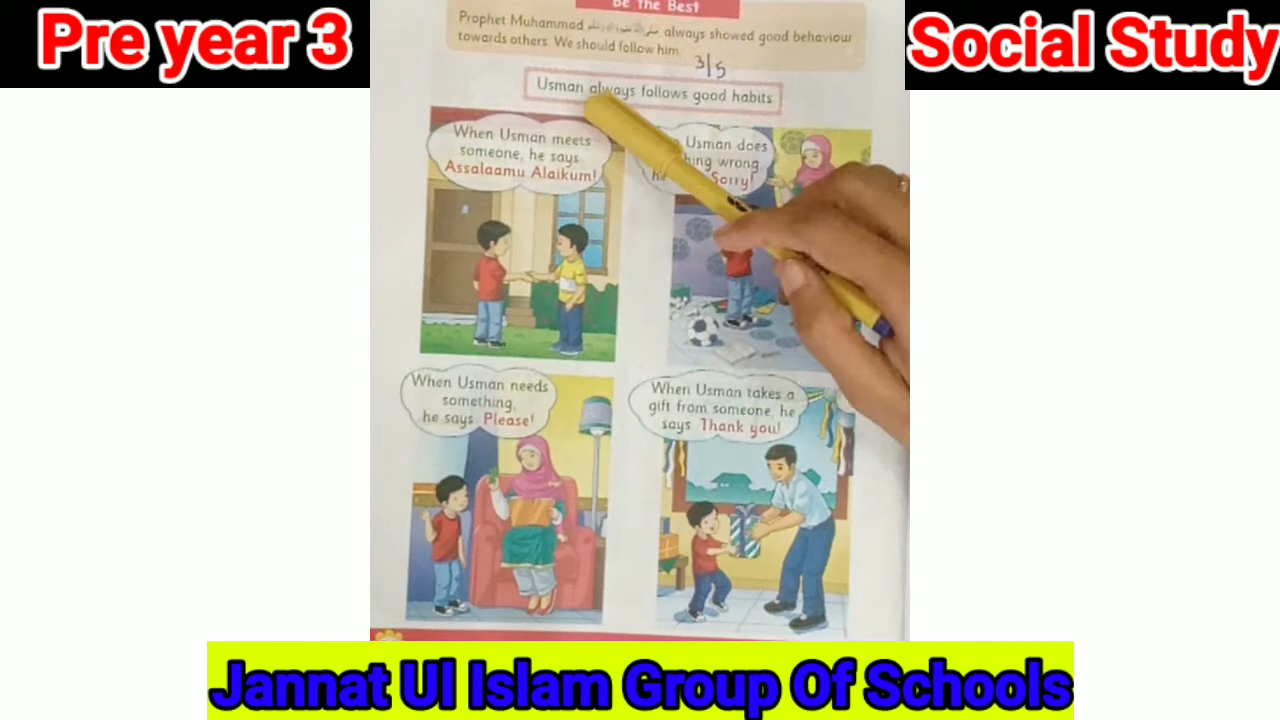 Pre year 3
Social Study
Be the Best
Prophet Muhammad always showed good behaviour
towards others. We should follow him.
3/5
Usman always follows good habits
When Usman meets
someone, he says
Assalaamu Alaikum!
Usman does
wrong,
Sorry!
When Usman needs
something,
he says Please!
When Usman takes a
gift from someone, he
says Thank you!
Jannat Ul Islam Group Of Schools